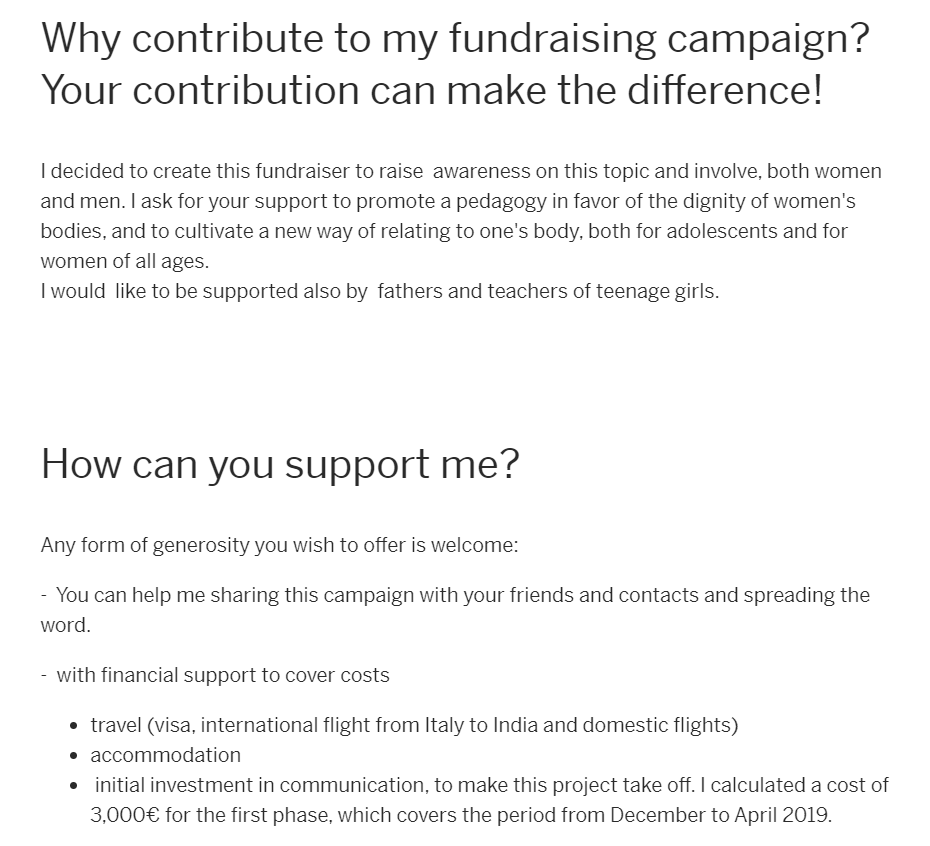 Why contribute to my fundraising campaign?
Your contribution can make the difference!
I decided to create this fundraiser to raise  awareness on this topic and involve, both women
and men. I ask for your support to promote a pedagogy in favor of the dignity of women's
bodies, and to cultivate a new way of relating to one's body, both for adolescents and for
women of all ages.
I would  like to be supported also by  fathers and teachers of teenage girls.
How can you support me?
Any form of generosity you wish to offer is welcome:
-  You can help me sharing this campaign with your friends and contacts and spreading the
word.
-  with financial support to cover costs
• travel (visa, international flight from Italy to India and domestic flights)
• accommodation
•  initial investment in communication, to make this project take off. I calculated a cost of
3,000€ for the first phase, which covers the period from December to April 2019.